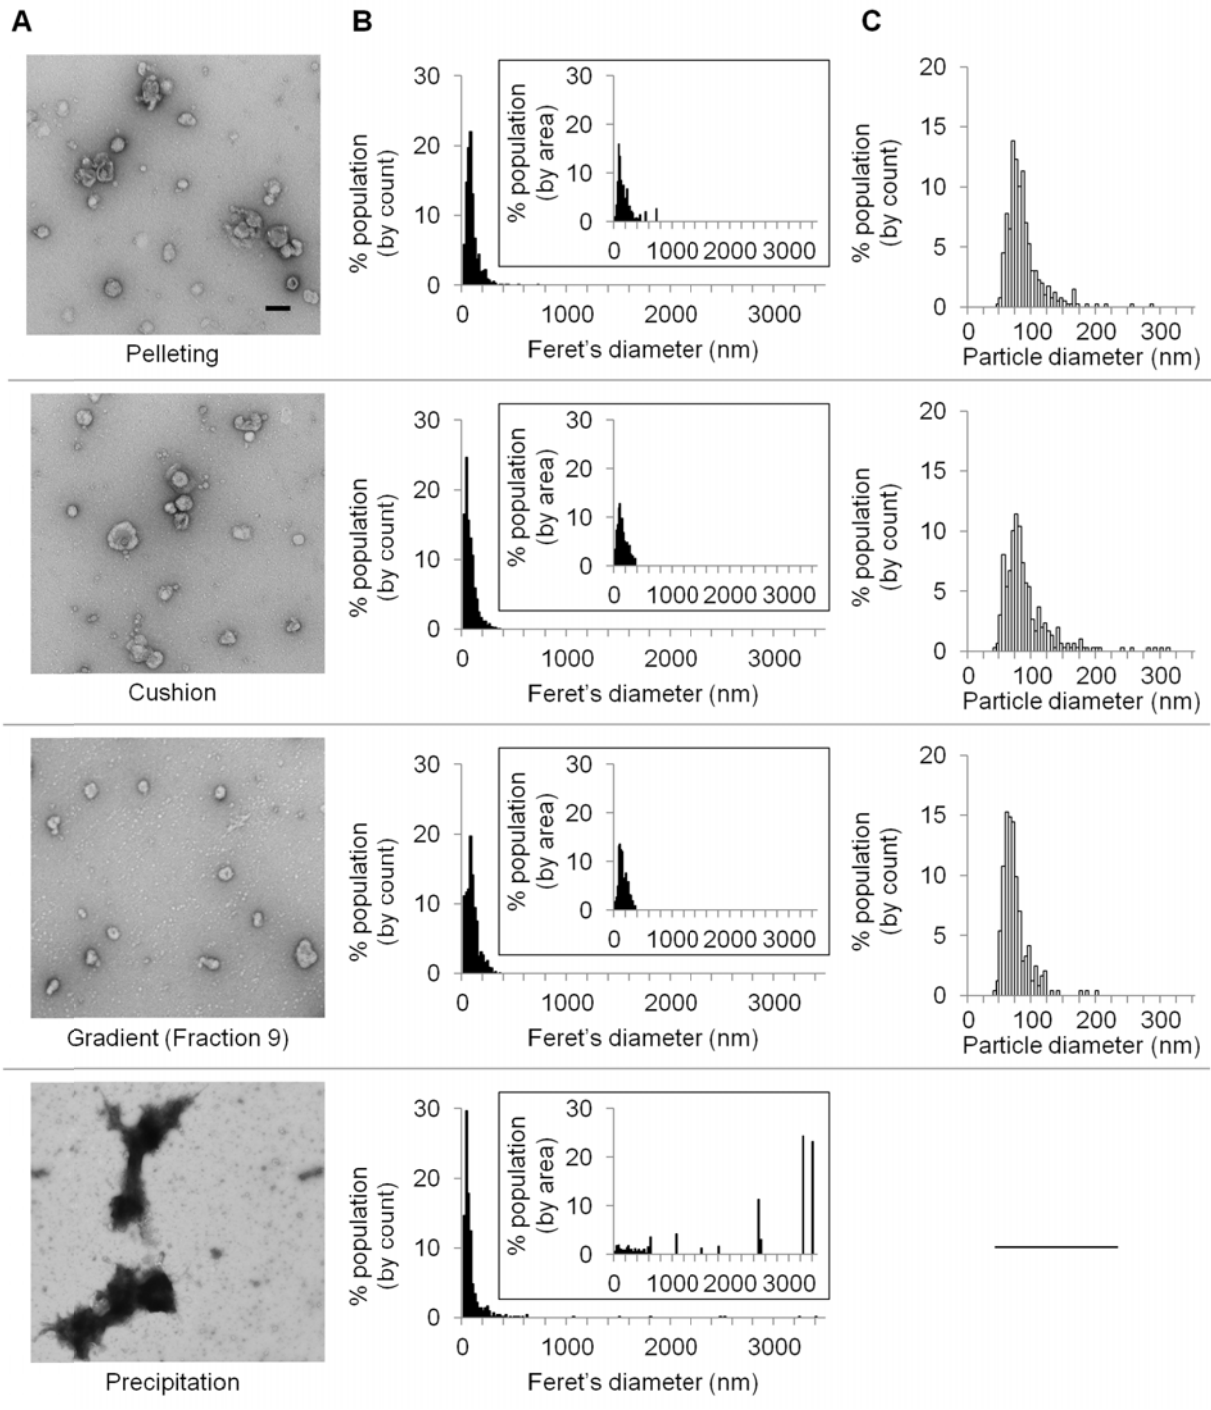 A
B
C
30
20
10
0
% population
(by count)
0 1000 2000 3000
Feret's diameter (nm)
30
20
10
0
% population
(by area)
0 1000 2000 3000
20
15
10
5
0
% population
(by count)
0 100 200 300
Particle diameter (nm)
Pelleting
30
20
10
0
% population
(by count)
0 1000 2000 3000
Feret's diameter (nm)
30
20
10
0
% population
(by area)
0 1000 2000 3000
20
15
10
5
0
% population
(by count)
0 100 200 300
Particle diameter (nm)
Cushion
30
20
10
0
% population
(by count)
0 1000 2000 3000
Feret's diameter (nm)
30
20
10
0
% population
(by area)
0 1000 2000 3000
20
15
10
5
0
% population
(by count)
0 100 200 300
Particle diameter (nm)
Gradient (Fraction 9)
30
20
10
0
% population
(by count)
0 1000 2000 3000
Feret's diameter (nm)
30
20
10
0
% population
(by area)
0 1000 2000 3000
Precipitation